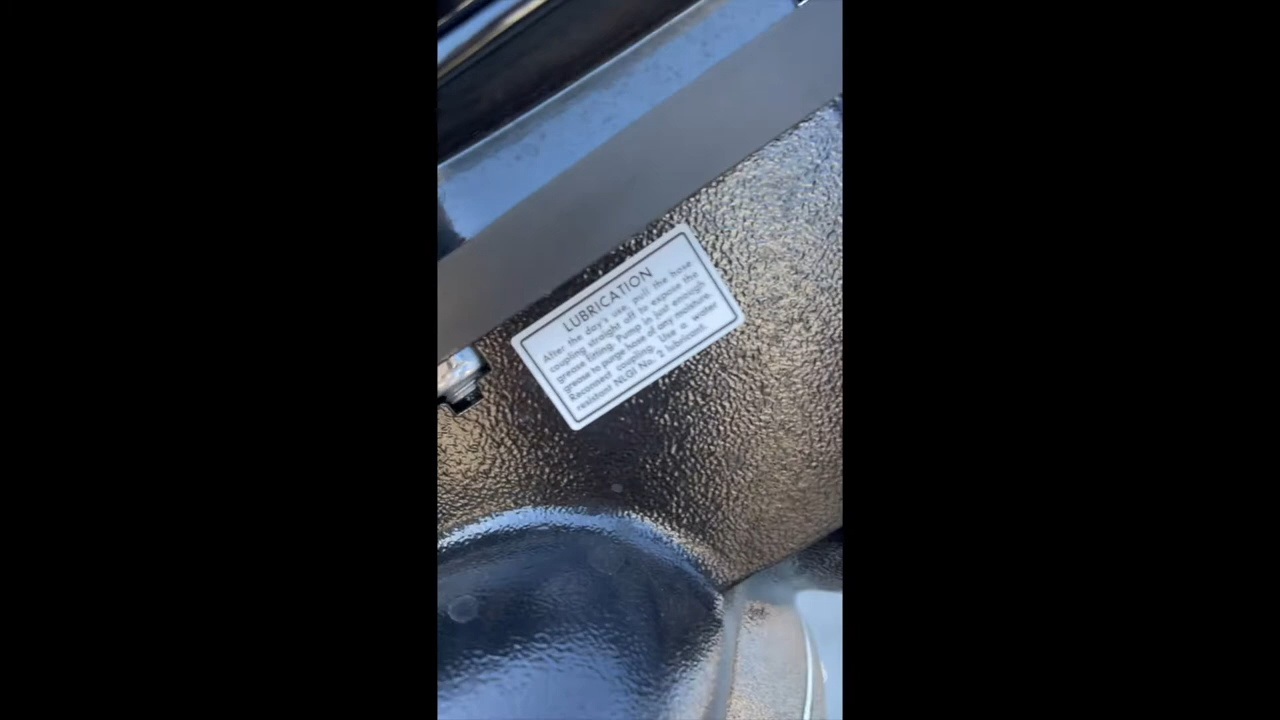 LUBRICATION
After the day's use, pull the hose
coupling straight off to expose the
grease fitting. Pump in just enough
grease to purge hose of any moisture.
Reconnect coupling. Use a water
resistant NLGI No. 2 lubricant.